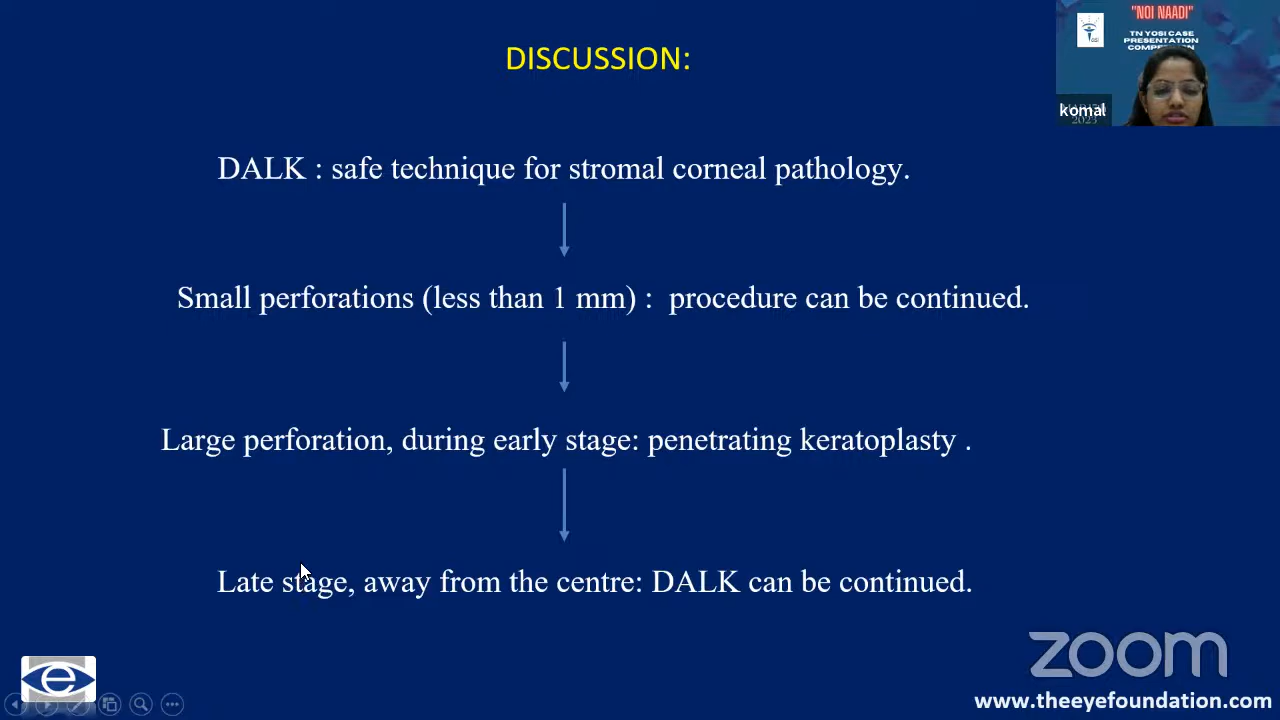 "NOI NAADI"
TN YOSI CASE
PRESENTATION
komal
2023
DISCUSSION:
DALK : safe technique for stromal corneal pathology.
Small perforations (less than 1 mm) :  procedure can be continued.
Large perforation, during early stage: penetrating keratoplasty .
Late stage, away from the centre: DALK can be continued.
e
zoom
www.theeyefoundation.com